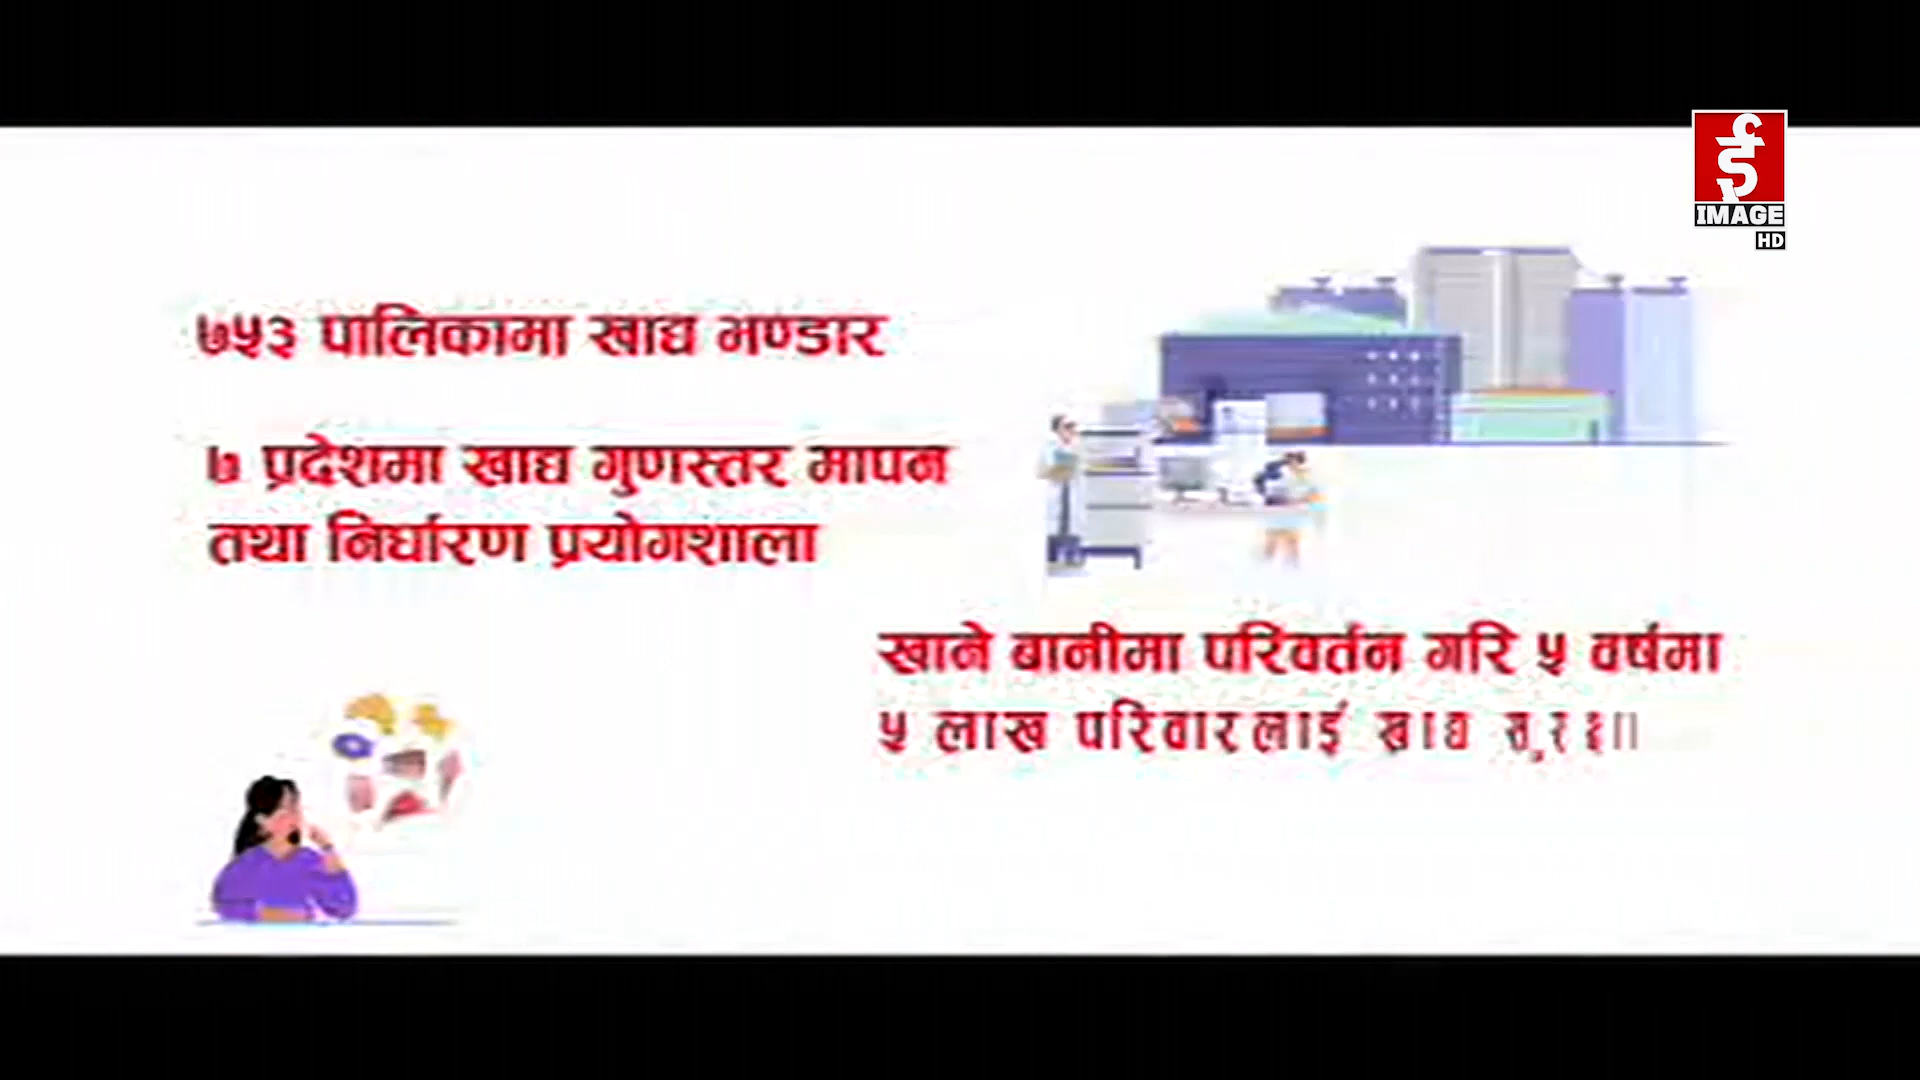 IMAGE
HD
७५३ पालिकामा खाद्य भण्डार
७ प्रदेशमा खाद्य गुणस्तर मापन
तथा निर्घारण प्रयोगशाला
खाने बानीमा परिवर्तन गरि ५ वर्षमा
५ लाख परिवारलाई खाद्य